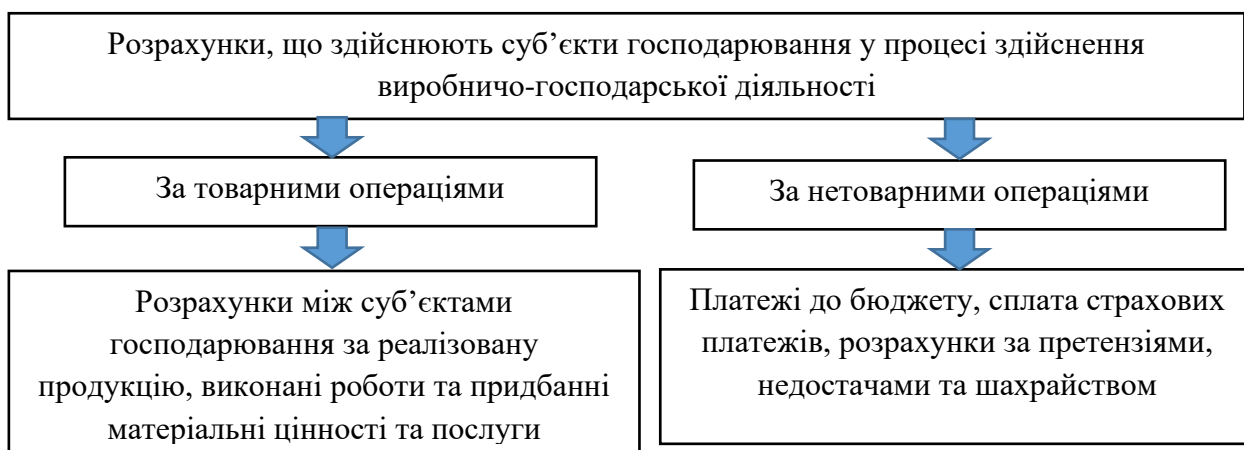 Розрахунки, що здійснюють суб’єкти господарювання у процесі здійснення
виробничо-господарської діяльності
За товарними операціями
За нетоварними операціями
Розрахунки між суб’єктами
господарювання за реалізовану
продукцію, виконані роботи та придбанні
матеріальні цінності та послуги
Платежі до бюджету, сплата страхових
платежів, розрахунки за претензіями,
недостачами та шахрайством